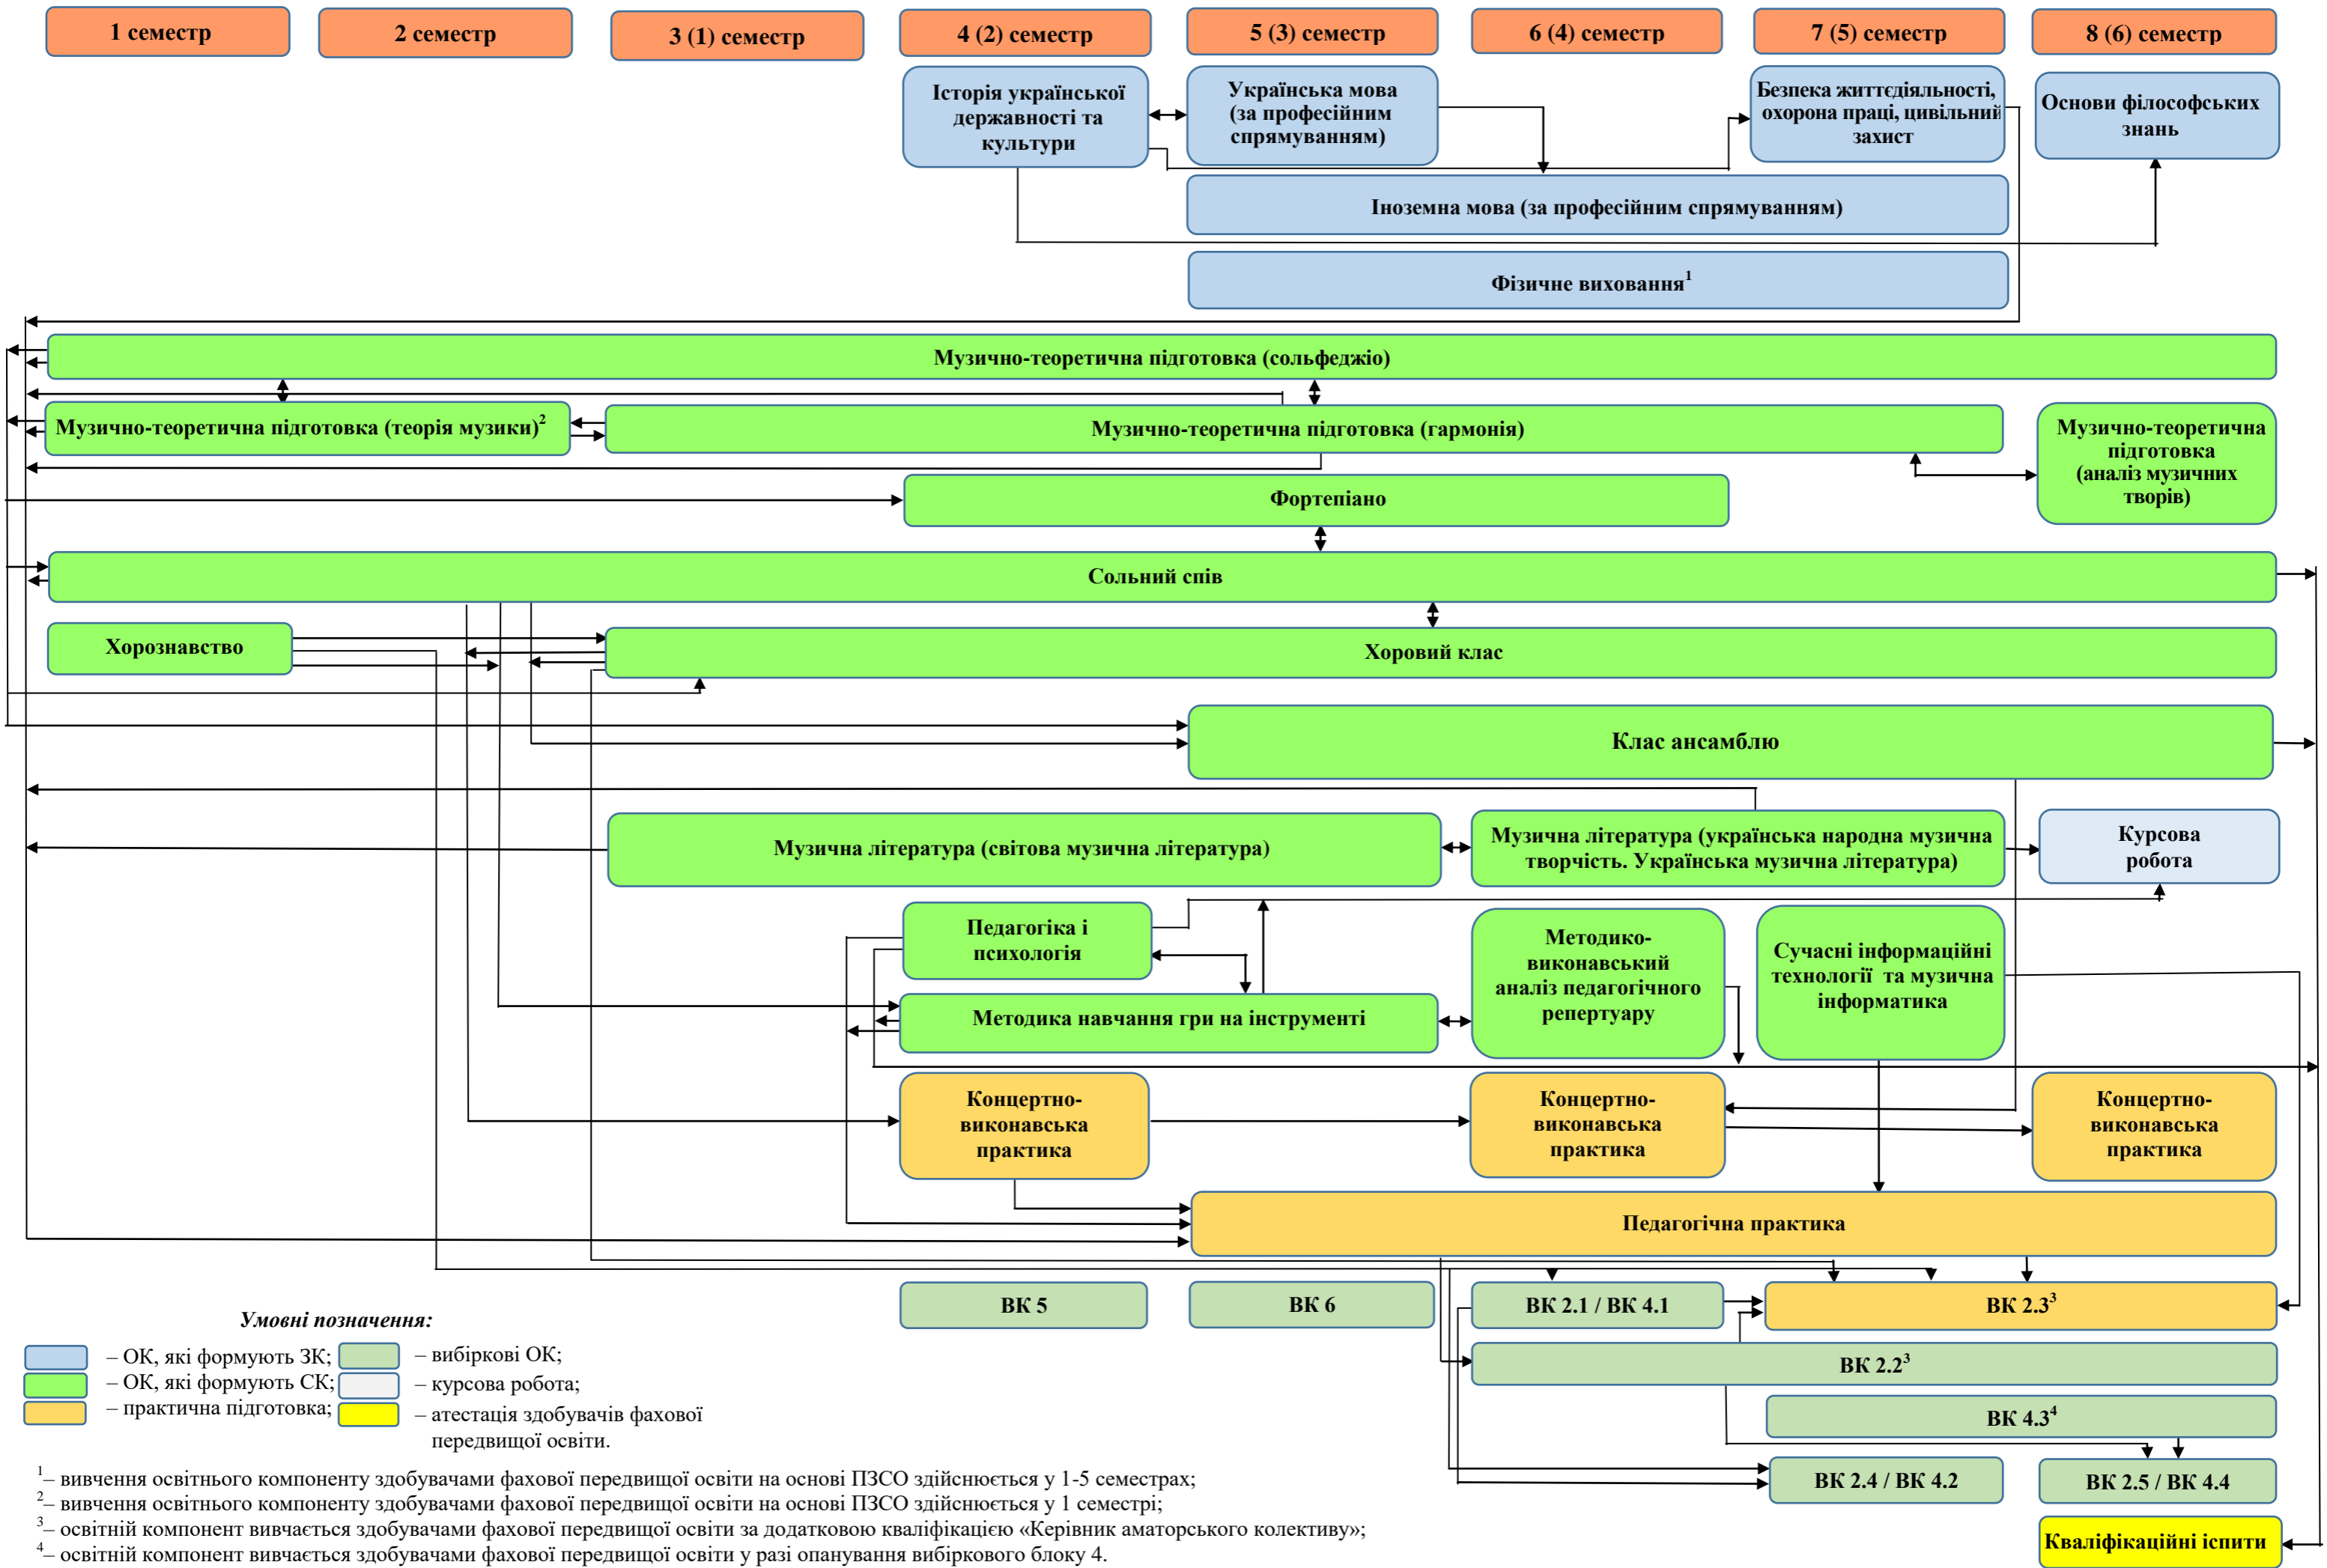 1 семестр
2 семестр
3 (1) семестр
4 (2) семестр
5 (3) семестр
6 (4) семестр
7 (5) семестр
8 (6) семестр
Історія української
державності та
культури
Українська мова
(за професійним
спрямуванням)
Безпека життєдіяльності,
охорона праці, цивільний
захист
Основи філософських
знань
Іноземна мова (за професійним спрямуванням)
Фізичне виховання¹
Музично-теоретична підготовка (сольфеджіо)
Музично-теоретична підготовка (теорія музики)²
Музично-теоретична підготовка (гармонія)
Музично-теоретична
підготовка
(аналіз музичних
творів)
Фортепіано
Сольний спів
Хорознавство
Хоровий клас
Клас ансамблю
Музична література (світова музична література)
Музична література (українська народна музична
творчість. Українська музична література)
Курсова
робота
Педагогіка і
психологія
Методико-
виконавський
аналіз педагогічного
репертуару
Сучасні інформаційні
технології та музична
інформатика
Методика навчання гри на інструменті
Концертно-
виконавська
практика
Концертно-
виконавська
практика
Концертно-
виконавська
практика
Педагогічна практика
ВК 5
ВК 6
ВК 2.1 / ВК 4.1
ВК 2.3³
ВК 2.2³
ВК 4.3⁴
ВК 2.4 / ВК 4.2
ВК 2.5 / ВК 4.4
Кваліфікаційні іспити
Умовні позначення:
– ОК, які формують ЗК;
– ОК, які формують СК;
– практична підготовка;
– вибіркові ОК;
– курсова робота;
– атестація здобувачів фахової
передвищої освіти.
¹– вивчення освітнього компоненту здобувачами фахової передвищої освіти на основі ПЗСО здійснюється у 1-5 семестрах;
²– вивчення освітнього компоненту здобувачами фахової передвищої освіти на основі ПЗСО здійснюється у 1 семестрі;
³– освітній компонент вивчається здобувачами фахової передвищої освіти за додатковою кваліфікацією «Керівник аматорського колективу»;
⁴– освітній компонент вивчається здобувачами фахової передвищої освіти у разі опанування вибіркового блоку 4.